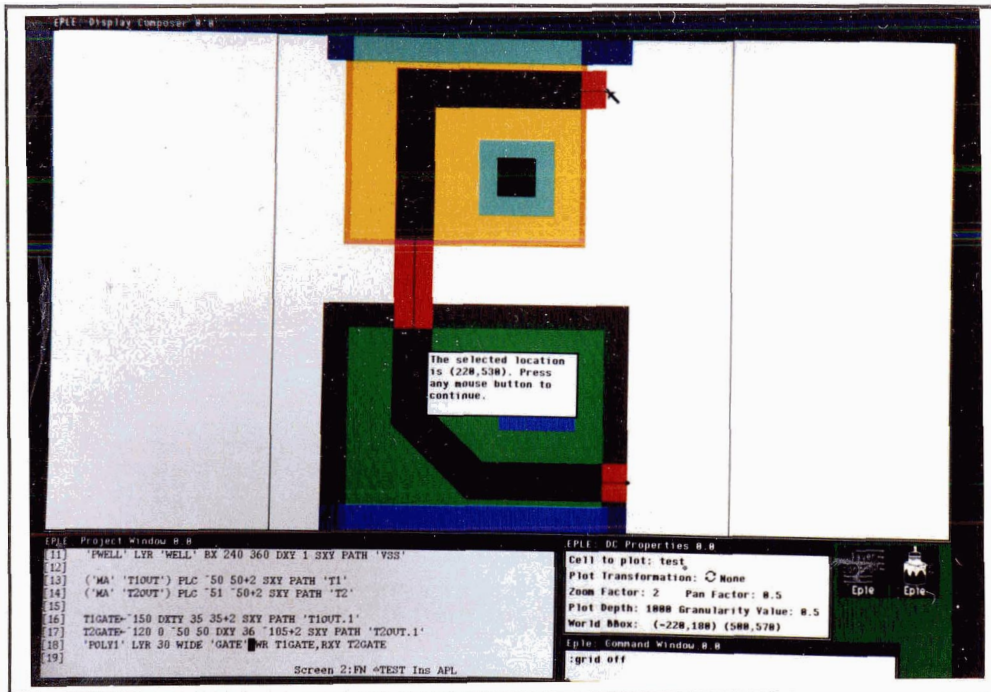 EPLE: Display Composer 0.0
The selected location
is (220,530). Press
any mouse button to
continue.
EPLE: Project Window 0.0
[11] 'PWELL' LYR 'WELL' BX 240 360 DXY 1 SXY PATH 'VSS'
[12]
[13] ('MA' 'T1OUT') PLC ¯50 50+2 SXY PATH 'T1'
[14] ('MA' 'T2OUT') PLC ¯51 ¯50+2 SXY PATH 'T2'
[15]
[16] T1GATE←¯150 DXTY 35 35+2 SXY PATH 'T1OUT.1'
[17] T2GATE←¯120 0 ¯50 50 DXY 36 ¯105+2 SXY PATH 'T2OUT.1'
[18] 'POLY1' LYR 30 WIDE 'GATE' WR T1GATE,RXY T2GATE
[19]
Screen 2:FN ÷TEST Ins APL
EPLE: DC Properties 0.0
Cell to plot: test
Plot Transformation: None
Zoom Factor: 2 Pan Factor: 0.5
Plot Depth: 1000 Granularity Value: 0.5
World BBox: (-220,180) (500,570)
Eple
Eple
Eple: Command Window 0.0
:grid off